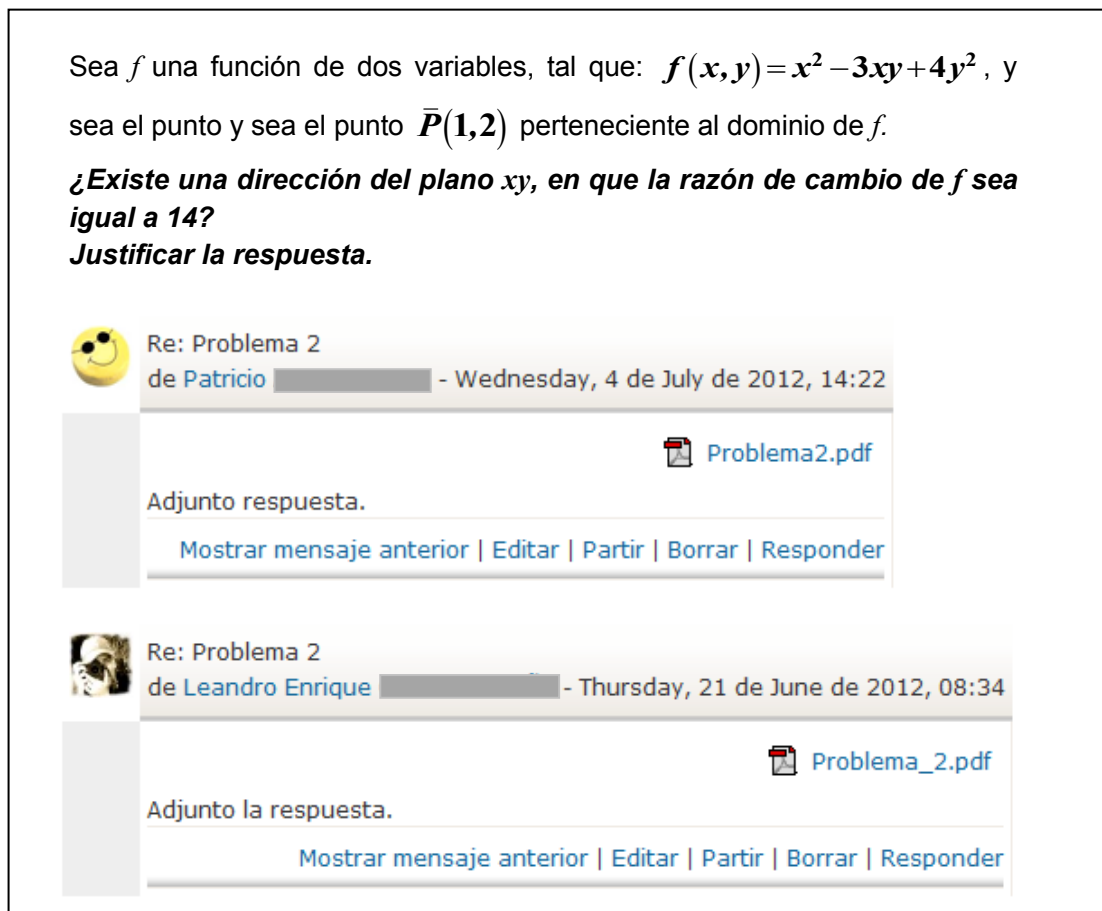 Sea f una función de dos variables, tal que: f(x,y)=x²−3xy+4y², y
sea el punto y sea el punto P̄(1,2) perteneciente al dominio de f.
¿Existe una dirección del plano xy, en que la razón de cambio de f sea
igual a 14?
Justificar la respuesta.
Re: Problema 2
de Patricio - Wednesday, 4 de July de 2012, 14:22
Problema2.pdf
Adjunto respuesta.
Mostrar mensaje anterior | Editar | Partir | Borrar | Responder
Re: Problema 2
de Leandro Enrique - Thursday, 21 de June de 2012, 08:34
Problema_2.pdf
Adjunto la respuesta.
Mostrar mensaje anterior | Editar | Partir | Borrar | Responder